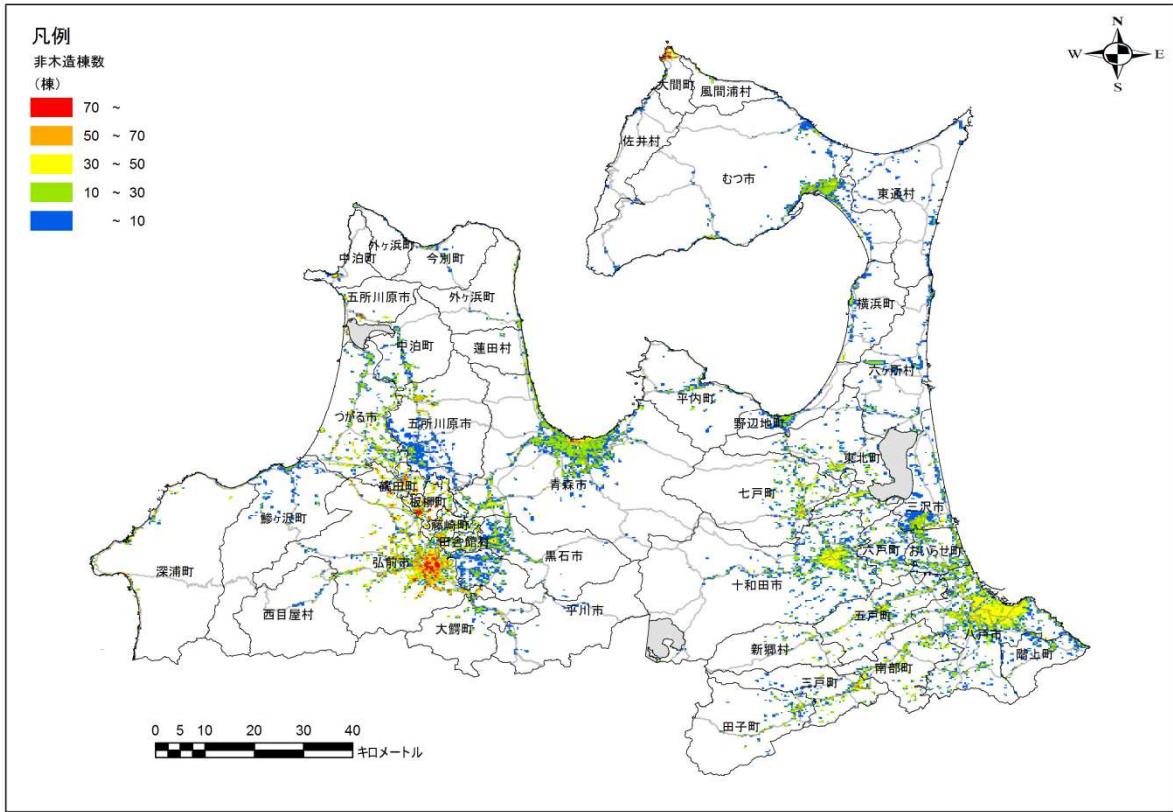 凡例
非木造棟数
(棟)
70 ~
50 ~ 70
30 ~ 50
10 ~ 30
~ 10
N
W E
S
大間町
風間浦村
佐井村
むつ市
東通村
外ヶ浜町
中泊町
今別町
五所川原市
外ヶ浜町
横浜町
中泊町
蓬田村
六ヶ所村
平内町
野辺地町
つがる市
五所川原市
東北町
青森市
七戸町
鶴田町
板柳町
鰺ヶ沢町
三沢市
藤崎町
田舎館村
六戸町
おいらせ町
黒石市
弘前市
深浦町
十和田市
西目屋村
平川市
五戸町
大鰐町
八戸市
新郷村
階上町
南部町
三戸町
田子町
0 5 10 20 30 40
キロメートル